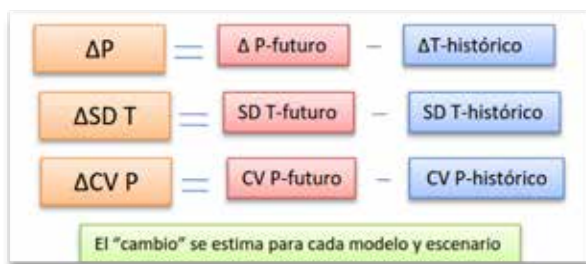 ΔP = Δ P-futuro − ΔT-histórico
ΔSD T = SD T-futuro − SD T-histórico
ΔCV P = CV P-futuro − CV P-histórico
El "cambio" se estima para cada modelo y escenario